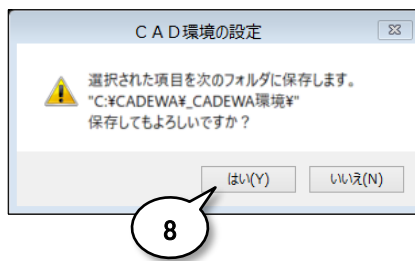 ＣＡＤ環境の設定
選択された項目を次のフォルダに保存します。
"C:¥CADEWA¥_CADEWA環境¥"
保存してもよろしいですか？
はい(Y)
いいえ(N)
8